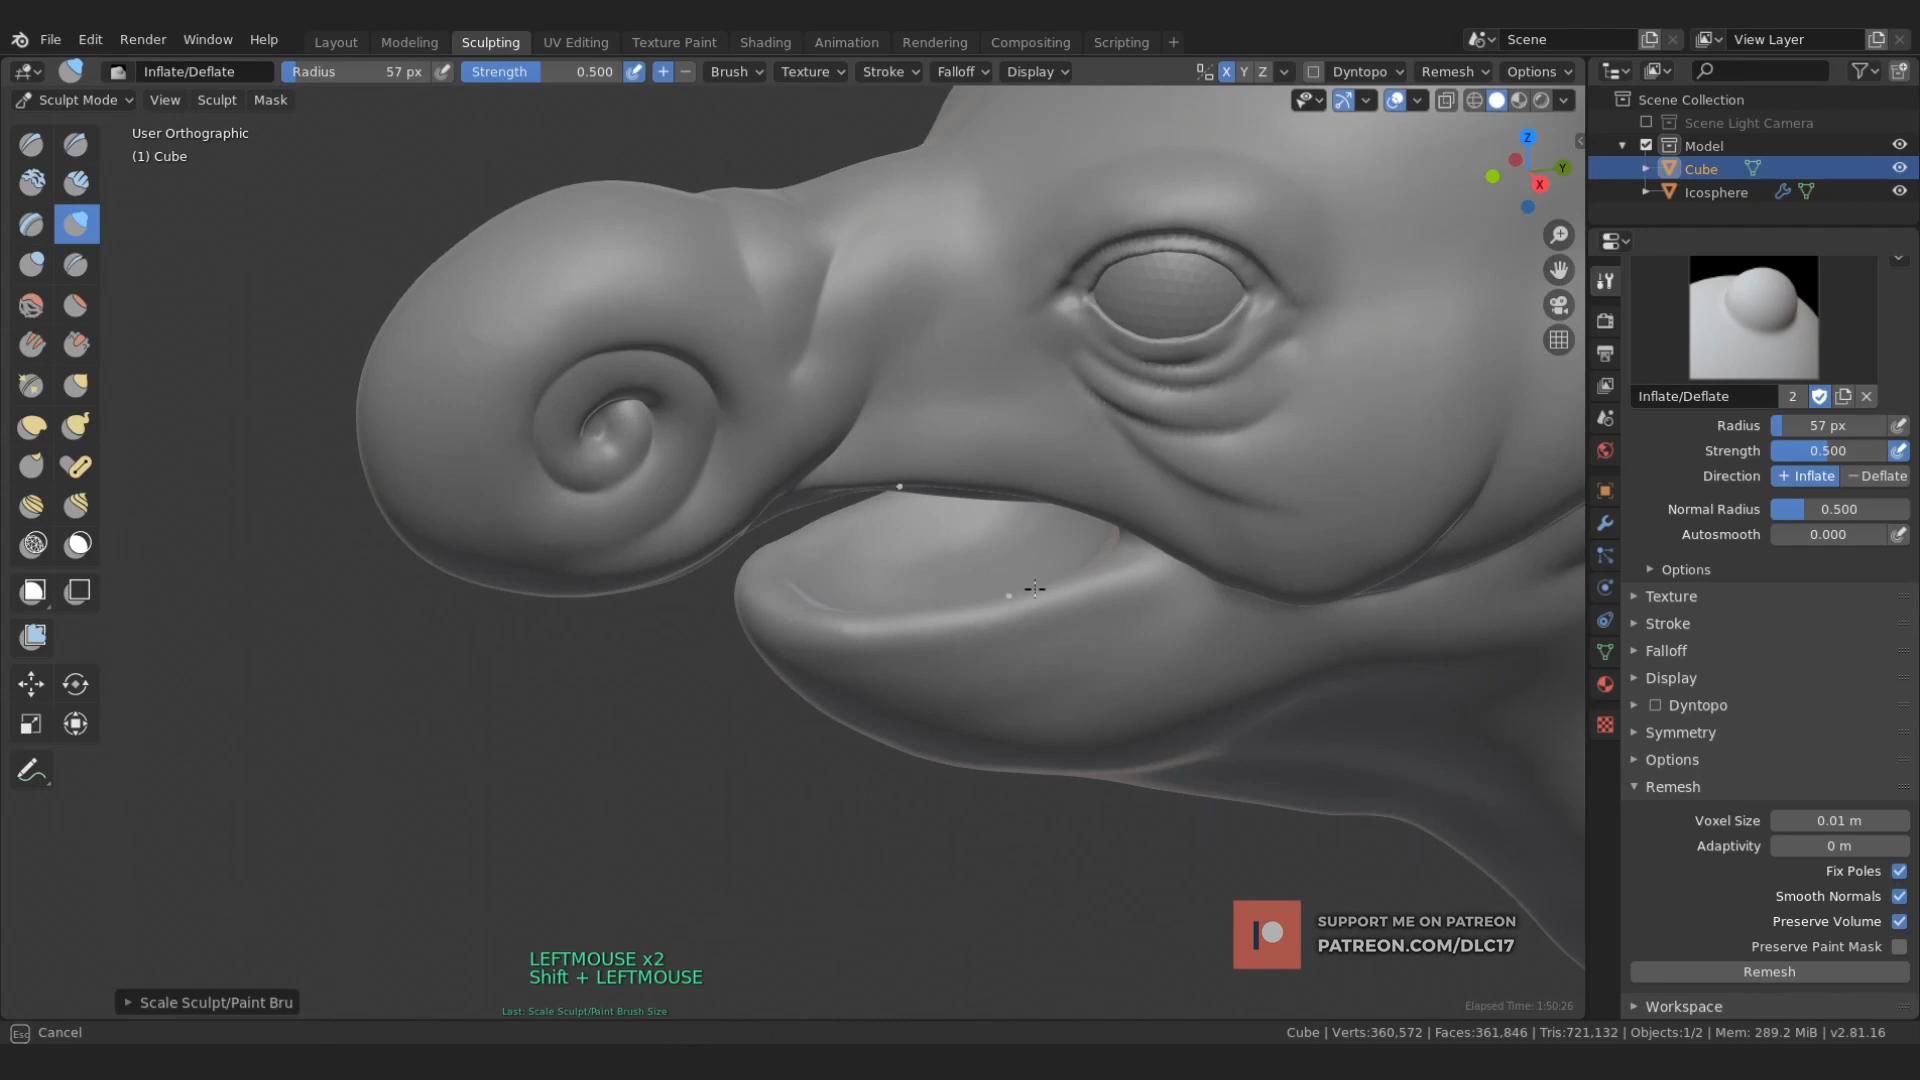 File Edit Render Window Help Layout Modeling Sculpting UV Editing Texture Paint Shading Animation Rendering Compositing Scripting + Scene View Layer
Inflate/Deflate Radius 57 px Strength 0.500 + − Brush Texture Stroke Falloff Display X Y Z Dyntopo Remesh Options
Sculpt Mode View Sculpt Mask
User Orthographic
(1) Cube
Z
Y
X
Scene Collection
Scene Light Camera
Model
Cube
Icosphere
Inflate/Deflate 2
Radius 57 px
Strength 0.500
Direction + Inflate − Deflate
Normal Radius 0.500
Autosmooth 0.000
Options
Texture
Stroke
Falloff
Display
Dyntopo
Symmetry
Options
Remesh
Voxel Size 0.01 m
Adaptivity 0 m
Fix Poles
Smooth Normals
Preserve Volume
Preserve Paint Mask
Remesh
Workspace
SUPPORT ME ON PATREON
PATREON.COM/DLC17
LEFTMOUSE x2
Shift + LEFTMOUSE
Scale Sculpt/Paint Bru
Last: Scale Sculpt/Paint Brush Size
Elapsed Time: 1:50:26
Esc Cancel
Cube | Verts:360,572 | Faces:361,846 | Tris:721,132 | Objects:1/2 | Mem: 289.2 MiB | v2.81.16